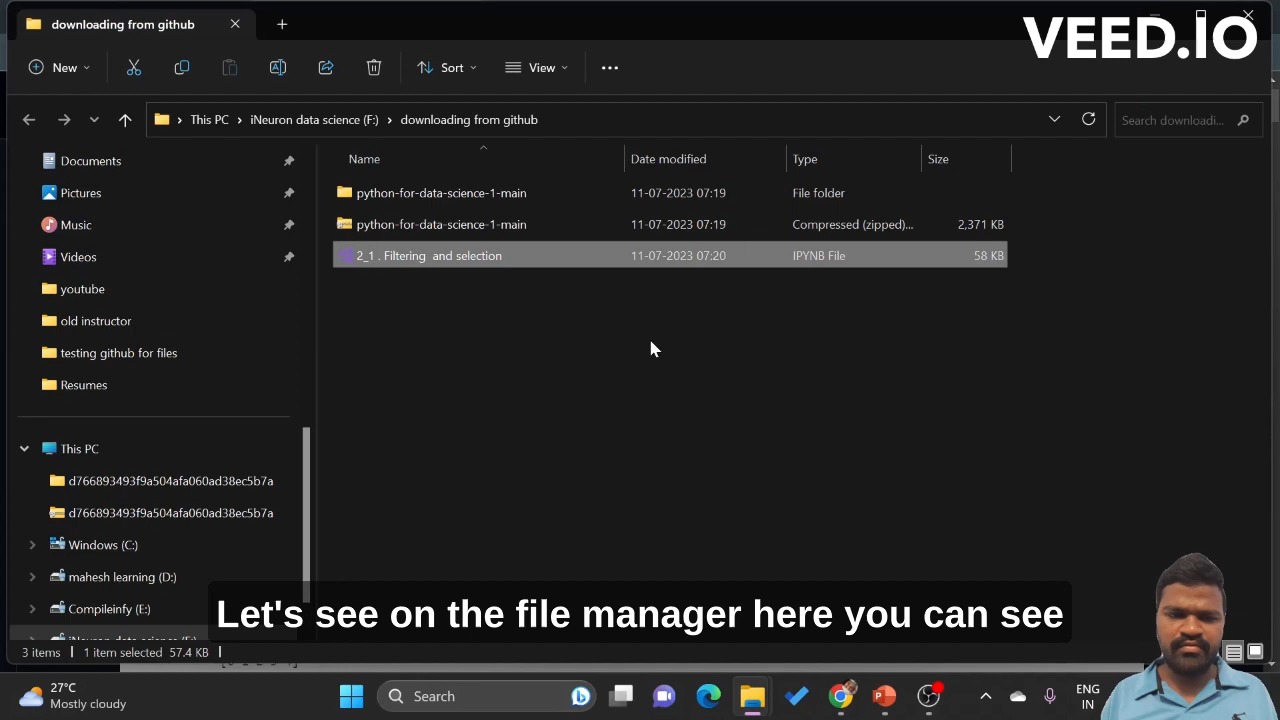 downloading from github
VEED.IO
New
Sort
View
This PC > iNeuron data science (F:) > downloading from github
Search downloadi...
Documents
Pictures
Music
Videos
youtube
old instructor
testing github for files
Resumes
This PC
d766893493f9a504afa060ad38ec5b7a
d766893493f9a504afa060ad38ec5b7a
Windows (C:)
mahesh learning (D:)
Compileinfy (E:)
Name Date modified Type Size
python-for-data-science-1-main 11-07-2023 07:19 File folder
python-for-data-science-1-main 11-07-2023 07:19 Compressed (zipped)... 2,371 KB
2_1 . Filtering and selection 11-07-2023 07:20 IPYNB File 58 KB
Let's see on the file manager here you can see
3 items 1 item selected 57.4 KB
27°C
Mostly cloudy
Search
ENG
IN